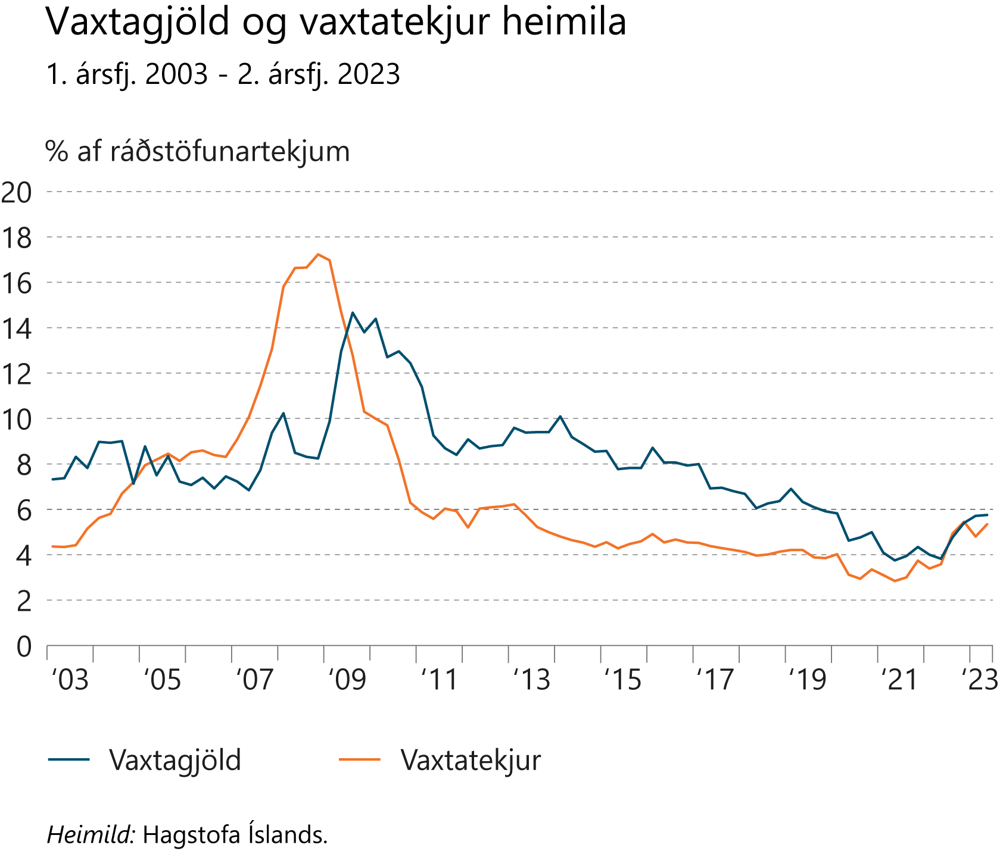 Vaxtagjöld og vaxtatekjur heimila
1. ársfj. 2003 - 2. ársfj. 2023
% af ráðstöfunartekjum
20
18
16
14
12
10
8
6
4
2
0
‘03 ‘05 ‘07 ‘09 ‘11 ‘13 ‘15 ‘17 ‘19 ‘21 ‘23
Vaxtagjöld Vaxtatekjur
Heimild: Hagstofa Íslands.